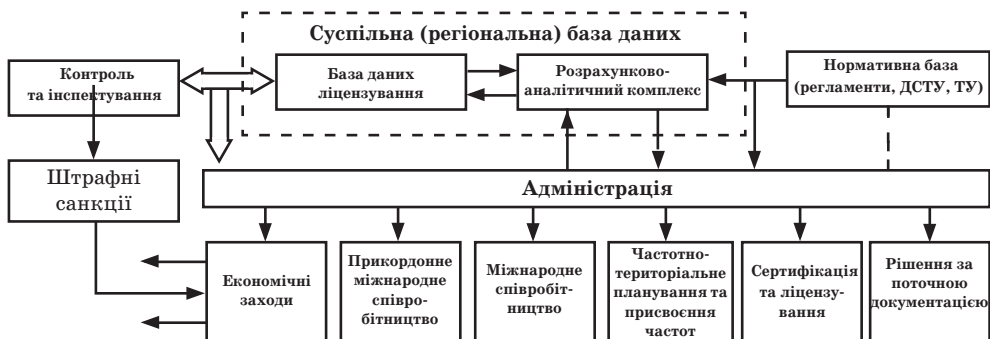 Суспільна (регіональна) база даних
Контроль
та інспектування
База даних
ліцензування
Розрахунково-
аналітичний комплекс
Нормативна база
(регламенти, ДСТУ, ТУ)
Штрафні
санкції
Адміністрація
Економічні
заходи
Прикордонне
міжнародне
співро-
бітництво
Міжнародне
співробіт-
ництво
Частотно-
територіальне
планування та
присвоєння
частот
Сертифікація
та ліцензу-
вання
Рішення за
поточною
документацією